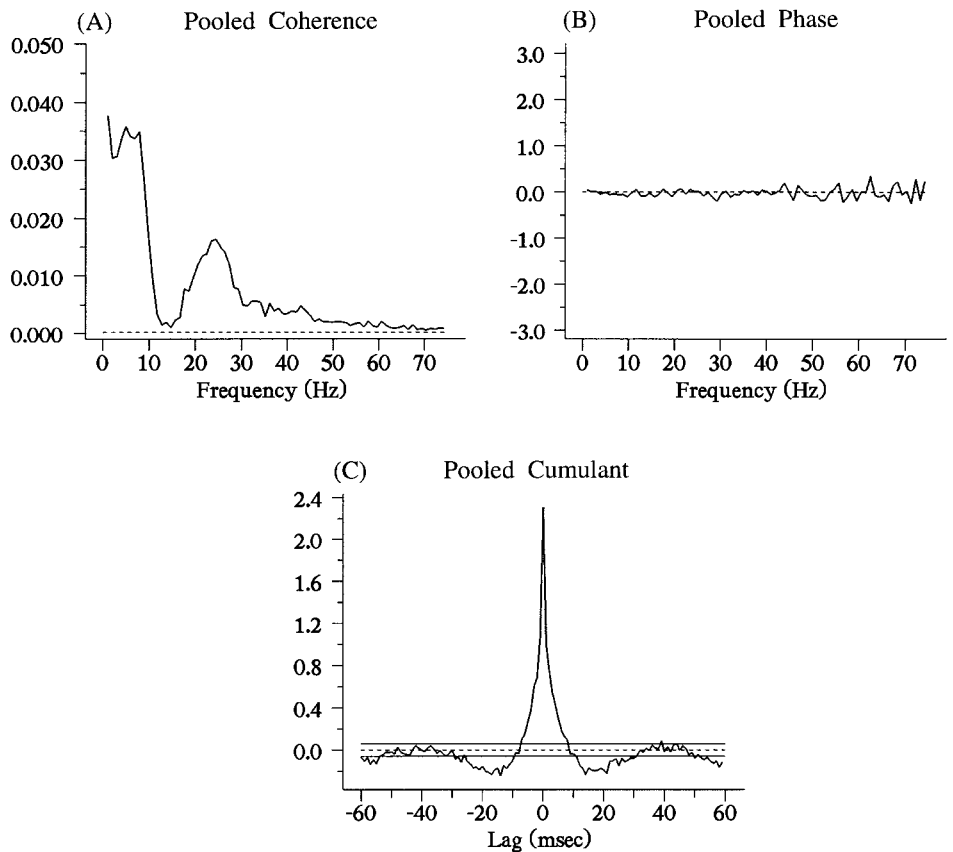 (A) Pooled Coherence
0.050
0.040
0.030
0.020
0.010
0.000
0 10 20 30 40 50 60 70
Frequency (Hz)
(B) Pooled Phase
3.0
2.0
1.0
0.0
-1.0
-2.0
-3.0
0 10 20 30 40 50 60 70
Frequency (Hz)
(C) Pooled Cumulant
2.4
2.0
1.6
1.2
0.8
0.4
0.0
-60 -40 -20 0 20 40 60
Lag (msec)